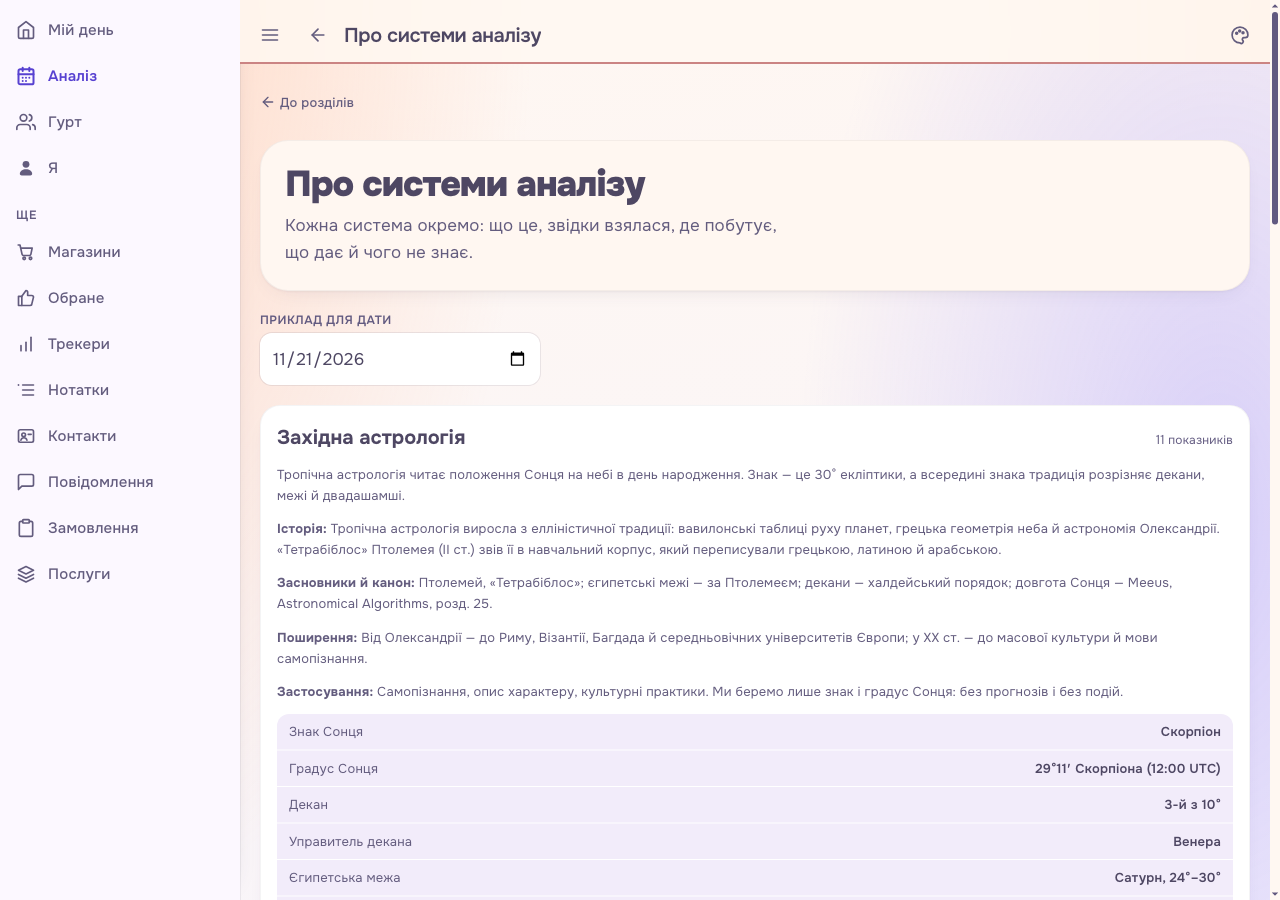 Мій день
Аналіз
Гурт
Я
ЩЕ
Магазини
Обране
Трекери
Нотатки
Контакти
Повідомлення
Замовлення
Послуги
Про системи аналізу
До розділів
Про системи аналізу
Кожна система окремо: що це, звідки взялася, де побутує,
що дає й чого не знає.
ПРИКЛАД ДЛЯ ДАТИ
11/21/2026
Західна астрологія
11 показників
Тропічна астрологія читає положення Сонця на небі в день народження. Знак — це 30° екліптики, а всередині знака традиція розрізняє декани,
межі й двадашамші.
Історія: Тропічна астрологія виросла з елліністичної традиції: вавилонські таблиці руху планет, грецька геометрія неба й астрономія Олександрії.
«Тетрабіблос» Птолемея (II ст.) звів її в навчальний корпус, який переписували грецькою, латиною й арабською.
Засновники й канон: Птолемей, «Тетрабіблос»; єгипетські межі — за Птолемеєм; декани — халдейський порядок; довгота Сонця — Meeus,
Astronomical Algorithms, розд. 25.
Поширення: Від Олександрії — до Риму, Візантії, Багдада й середньовічних університетів Європи; у XX ст. — до масової культури й мови
самопізнання.
Застосування: Самопізнання, опис характеру, культурні практики. Ми беремо лише знак і градус Сонця: без прогнозів і без подій.
Знак Сонця
Скорпіон
Градус Сонця
29°11′ Скорпіона (12:00 UTC)
Декан
3-й з 10°
Управитель декана
Венера
Єгипетська межа
Сатурн, 24°–30°